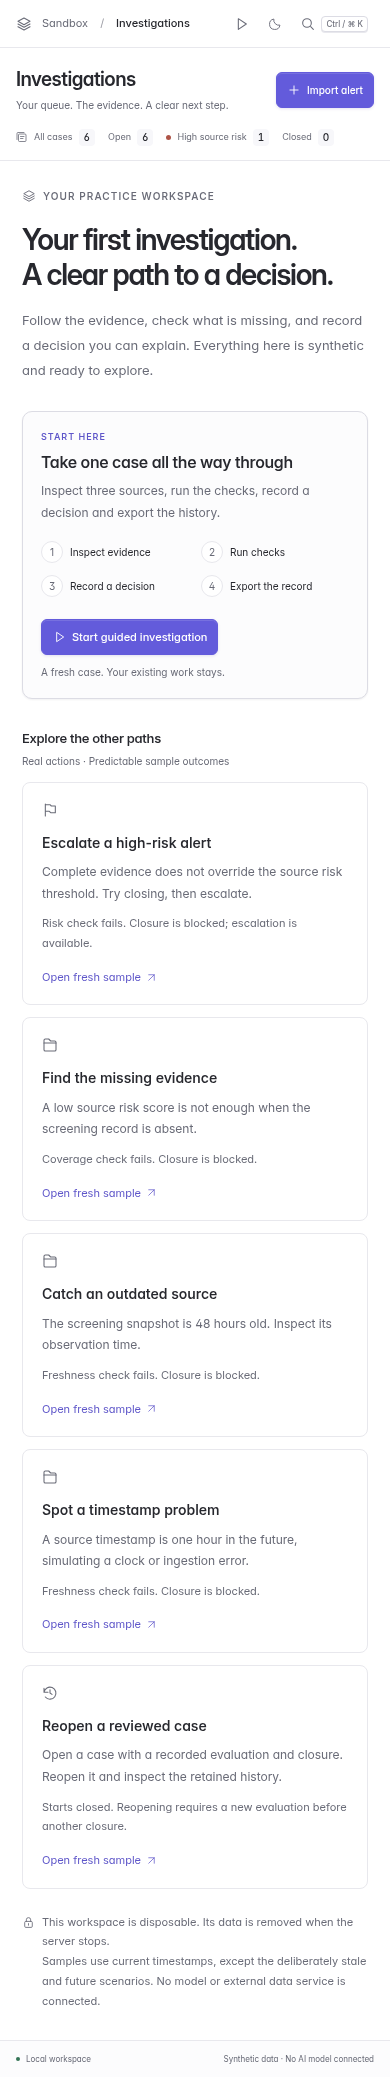 Sandbox / Investigations Ctrl / ⌘ K
Investigations
Your queue. The evidence. A clear next step.
Import alert
All cases 6 Open 6 High source risk 1 Closed 0
YOUR PRACTICE WORKSPACE
Your first investigation.
A clear path to a decision.
Follow the evidence, check what is missing, and record
a decision you can explain. Everything here is synthetic
and ready to explore.
START HERE
Take one case all the way through
Inspect three sources, run the checks, record a
decision and export the history.
1 Inspect evidence 2 Run checks
3 Record a decision 4 Export the record
Start guided investigation
A fresh case. Your existing work stays.
Explore the other paths
Real actions · Predictable sample outcomes
Escalate a high-risk alert
Complete evidence does not override the source risk
threshold. Try closing, then escalate.
Risk check fails. Closure is blocked; escalation is
available.
Open fresh sample
Find the missing evidence
A low source risk score is not enough when the
screening record is absent.
Coverage check fails. Closure is blocked.
Open fresh sample
Catch an outdated source
The screening snapshot is 48 hours old. Inspect its
observation time.
Freshness check fails. Closure is blocked.
Open fresh sample
Spot a timestamp problem
A source timestamp is one hour in the future,
simulating a clock or ingestion error.
Freshness check fails. Closure is blocked.
Open fresh sample
Reopen a reviewed case
Open a case with a recorded evaluation and closure.
Reopen it and inspect the retained history.
Starts closed. Reopening requires a new evaluation before
another closure.
Open fresh sample
This workspace is disposable. Its data is removed when the
server stops.
Samples use current timestamps, except the deliberately stale
and future scenarios. No model or external data service is
connected.
Local workspace Synthetic data · No AI model connected